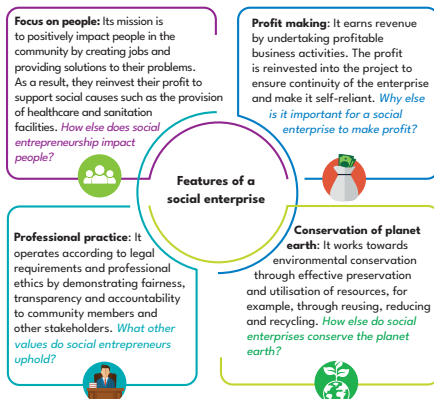 Focus on people: Its mission is
to positively impact people in the
community by creating jobs and
providing solutions to their problems.
As a result, they reinvest their profit to
support social causes such as the provision
of healthcare and sanitation
facilities. How else does social
entrepreneurship impact
people?
Profit making: It earns revenue
by undertaking profitable
business activities. The profit
is reinvested into the project to
ensure continuity of the enterprise
and make it self-reliant. Why else
is it important for a social
enterprise to make profit?
Features of a
social enterprise
Professional practice: It
operates according to legal
requirements and professional
ethics by demonstrating fairness,
transparency and accountability
to community members and
other stakeholders. What other
values do social entrepreneurs
uphold?
Conservation of planet
earth: It works towards
environmental conservation
through effective preservation
and utilisation of resources, for
example, through reusing, reducing
and recycling. How else do social
enterprises conserve the planet
earth?